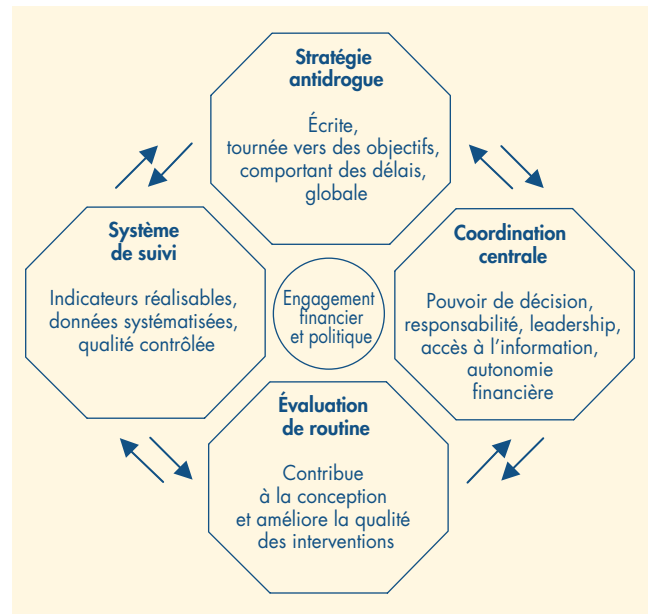 Stratégie
antidrogue
Écrite,
tournée vers des objectifs,
comportant des délais,
globale
Système
de suivi
Indicateurs réalisables,
données systématisées,
qualité contrôlée
Engagement
financier
et politique
Coordination
centrale
Pouvoir de décision,
responsabilité, leadership,
accès à l’information,
autonomie
financière
Évaluation
de routine
Contribue
à la conception
et améliore la qualité
des interventions